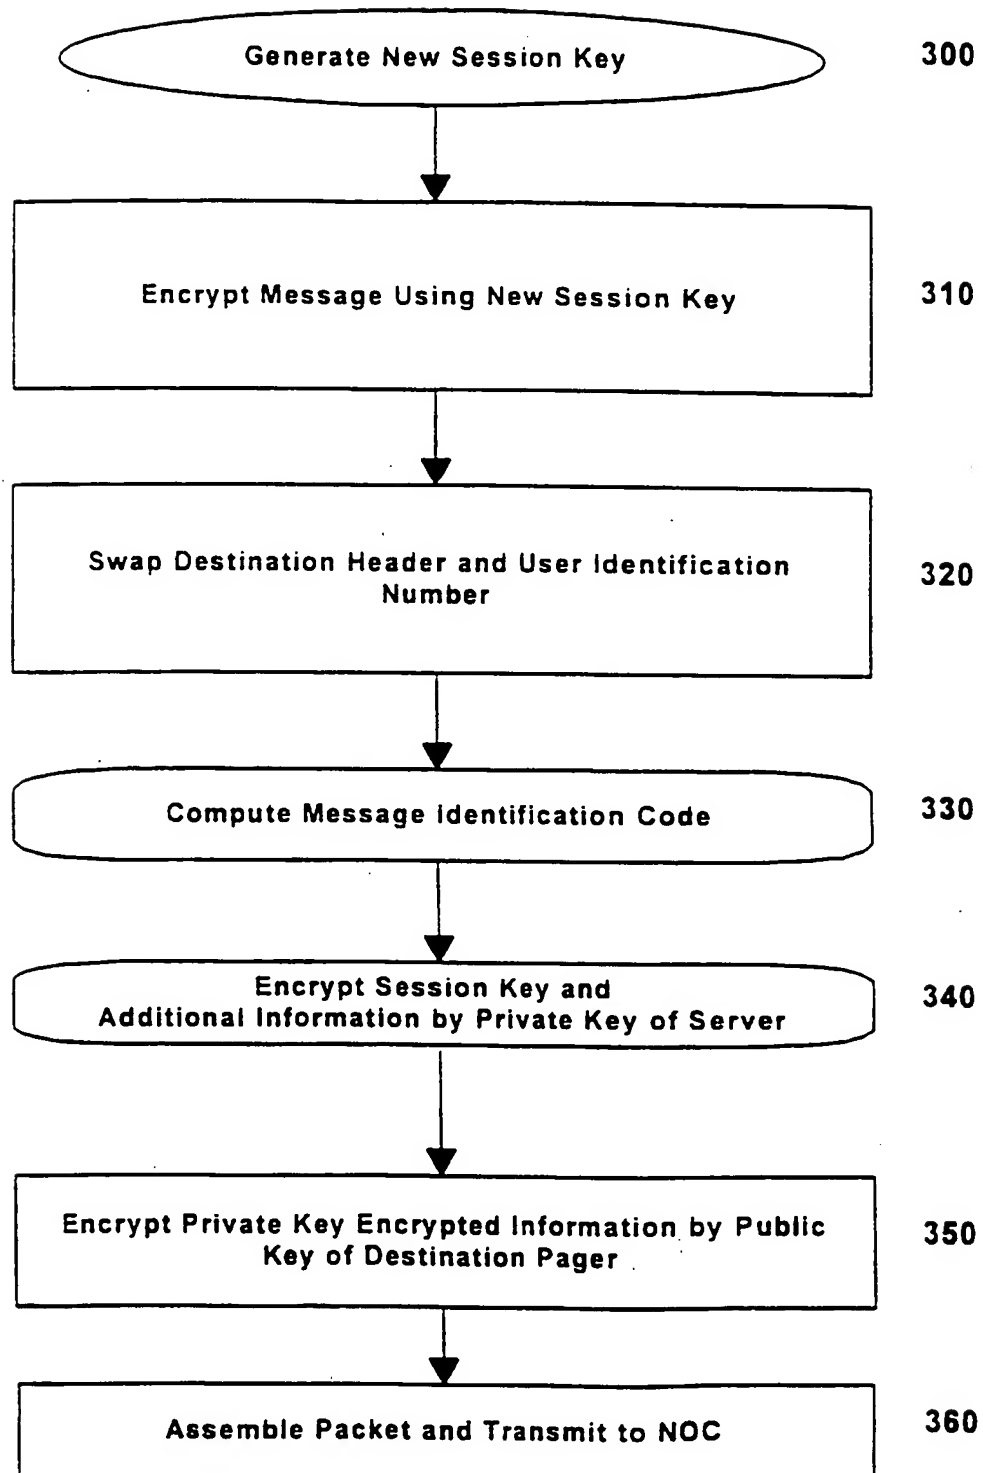 Generate New Session Key
300
Encrypt Message Using New Session Key
310
Swap Destination Header and User Identification
Number
320
Compute Message Identification Code
330
Encrypt Session Key and
Additional Information by Private Key of Server
340
Encrypt Private Key Encrypted Information by Public
Key of Destination Pager
350
Assemble Packet and Transmit to NOC
360